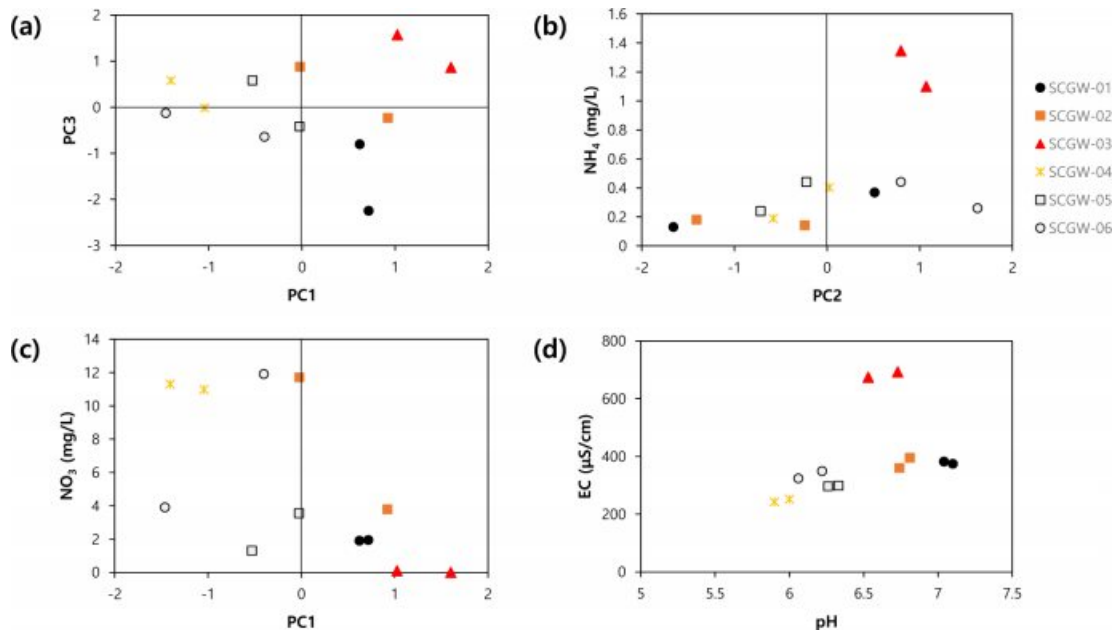 (a)
2
1
0
-1
-2
-3
PC3
-2
-1
0
1
2
PC1
(b)
1.6
1.4
1.2
1
0.8
0.6
0.4
0.2
0
NH₄ (mg/L)
-2
-1
0
1
2
PC2
SCGW-01
SCGW-02
SCGW-03
SCGW-04
SCGW-05
SCGW-06
(c)
14
12
10
8
6
4
2
0
NO₃ (mg/L)
-2
-1
0
1
2
PC1
(d)
800
600
400
200
0
EC (µS/cm)
5
5.5
6
6.5
7
7.5
pH